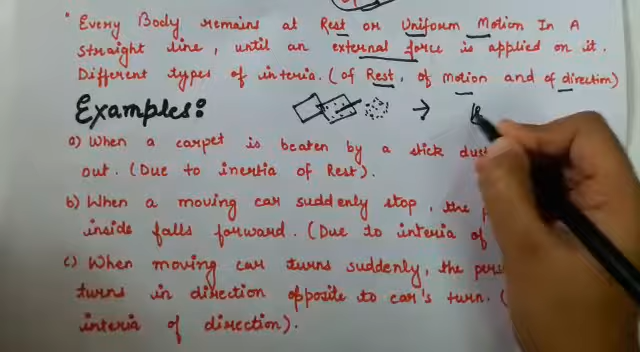 Every Body remains at Rest or Uniform Motion In A
straight line, until an external force is applied on it.
Different types of interia. (of Rest, of Motion and of direction)
Examples:
a) When a carpet is beaten by a stick dust
out. (Due to inertia of Rest).
b) When a moving car suddenly stop, the
inside falls forward. (Due to interia of
c) When moving car turns suddenly, the pers
turns in direction opposite to car's turn. (
interia of direction).